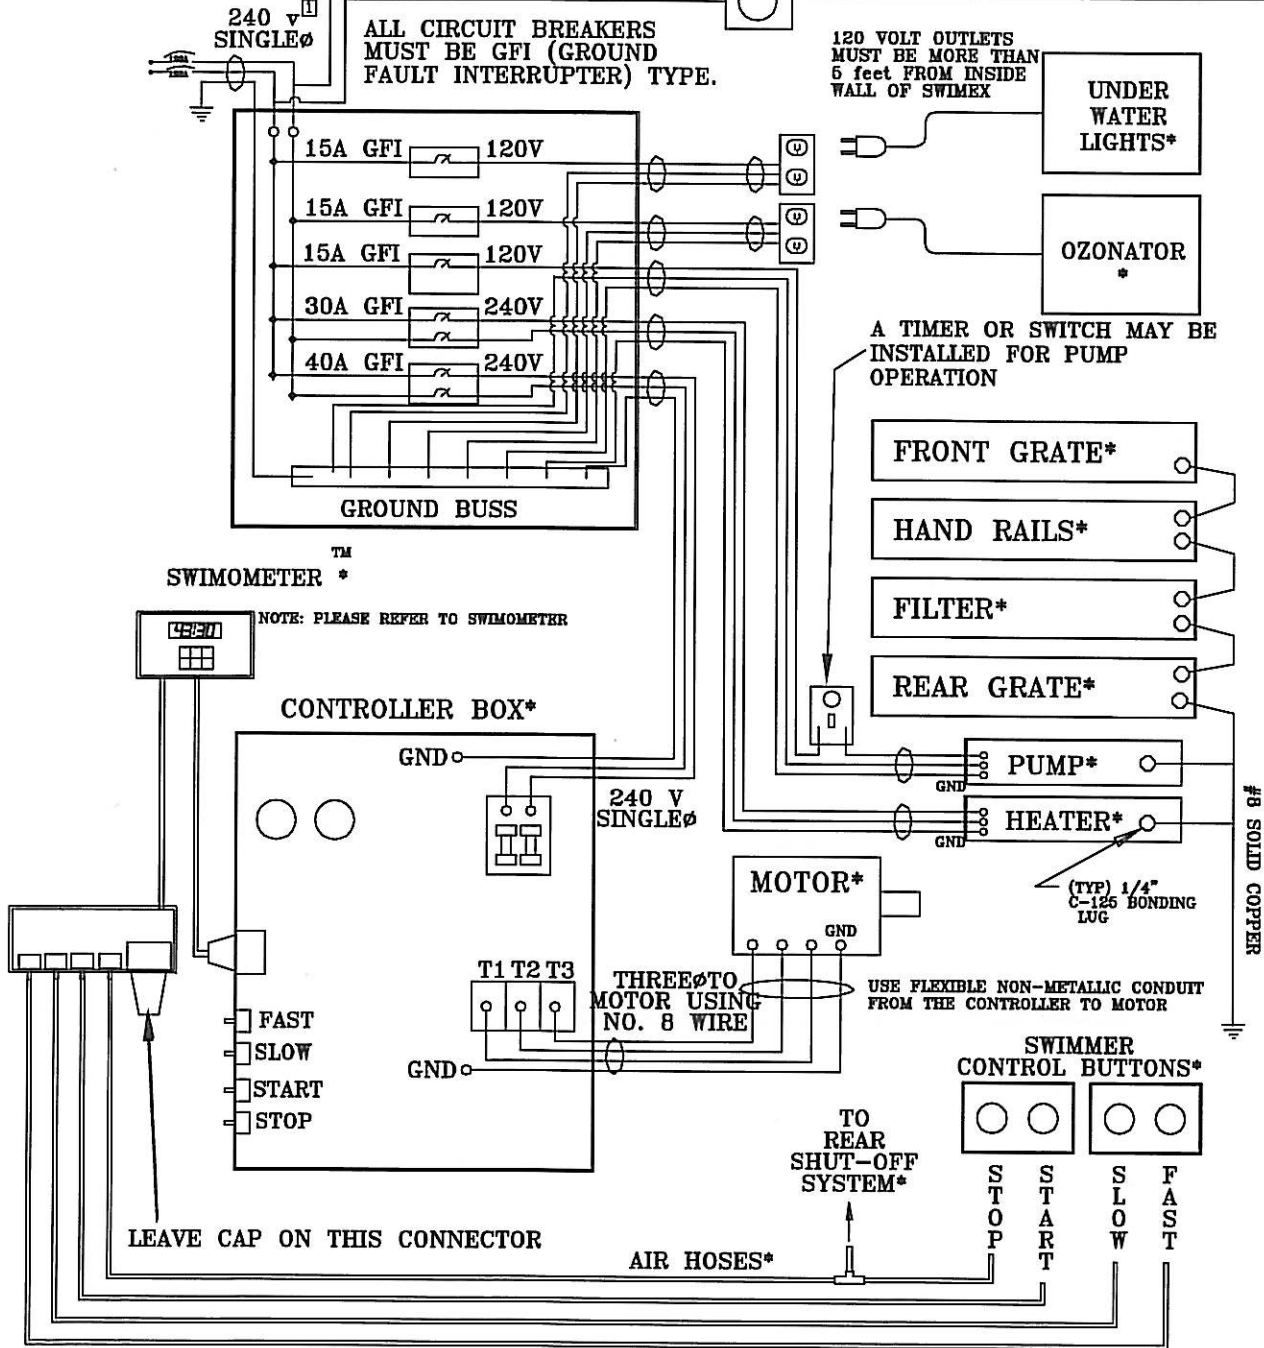 240 V 1
SINGLEø
ALL CIRCUIT BREAKERS
MUST BE GFI (GROUND
FAULT INTERRUPTER) TYPE.
120 VOLT OUTLETS
MUST BE MORE THAN
5 feet FROM INSIDE
WALL OF SWIMEX
UNDER
WATER
LIGHTS*
15A GFI 120V
15A GFI 120V
15A GFI 120V
30A GFI 240V
40A GFI 240V
GROUND BUSS
OZONATOR
*
A TIMER OR SWITCH MAY BE
INSTALLED FOR PUMP
OPERATION
FRONT GRATE*
HAND RAILS*
FILTER*
REAR GRATE*
PUMP*
GND
HEATER*
GND
(TYP) 1/4"
C-125 BONDING
LUG
#8 SOLID COPPER
SWIMOMETER TM *
NOTE: PLEASE REFER TO SWIMOMETER
43:30
CONTROLLER BOX*
GND
240 V
SINGLEø
MOTOR*
GND
T1 T2 T3
THREEøTO
MOTOR USING
NO. 8 WIRE
USE FLEXIBLE NON-METALLIC CONDUIT
FROM THE CONTROLLER TO MOTOR
FAST
SLOW
START
STOP
GND
SWIMMER
CONTROL BUTTONS*
STOP
START
SLOW
FAST
TO
REAR
SHUT-OFF
SYSTEM*
LEAVE CAP ON THIS CONNECTOR
AIR HOSES*